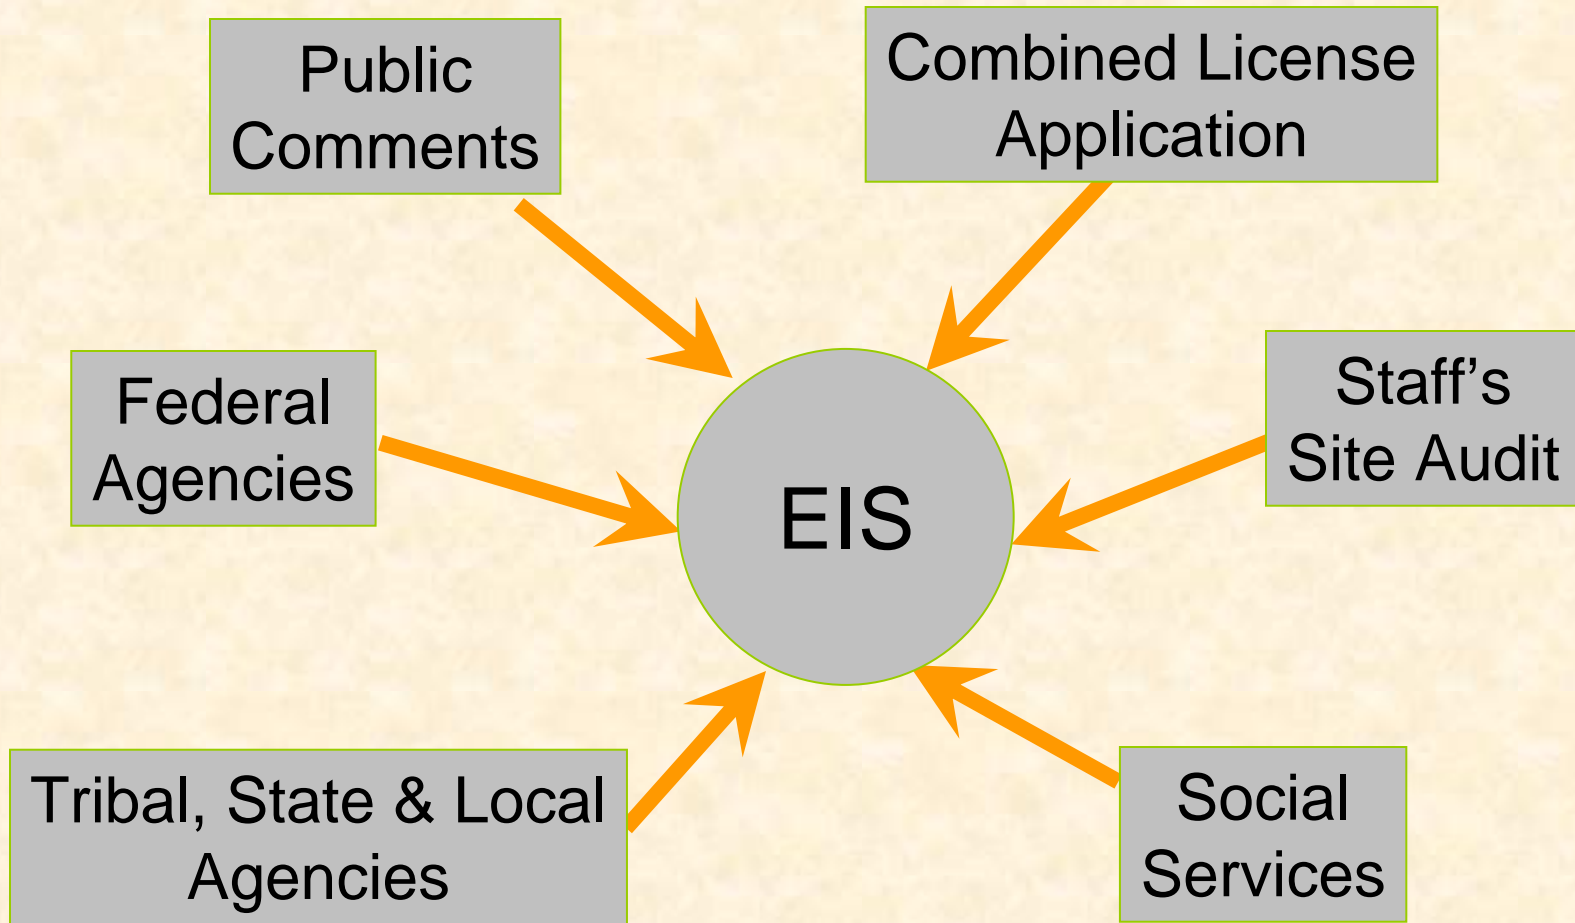 Public
Comments
Combined License
Application
Federal
Agencies
Staff’s
Site Audit
EIS
Tribal, State & Local
Agencies
Social
Services